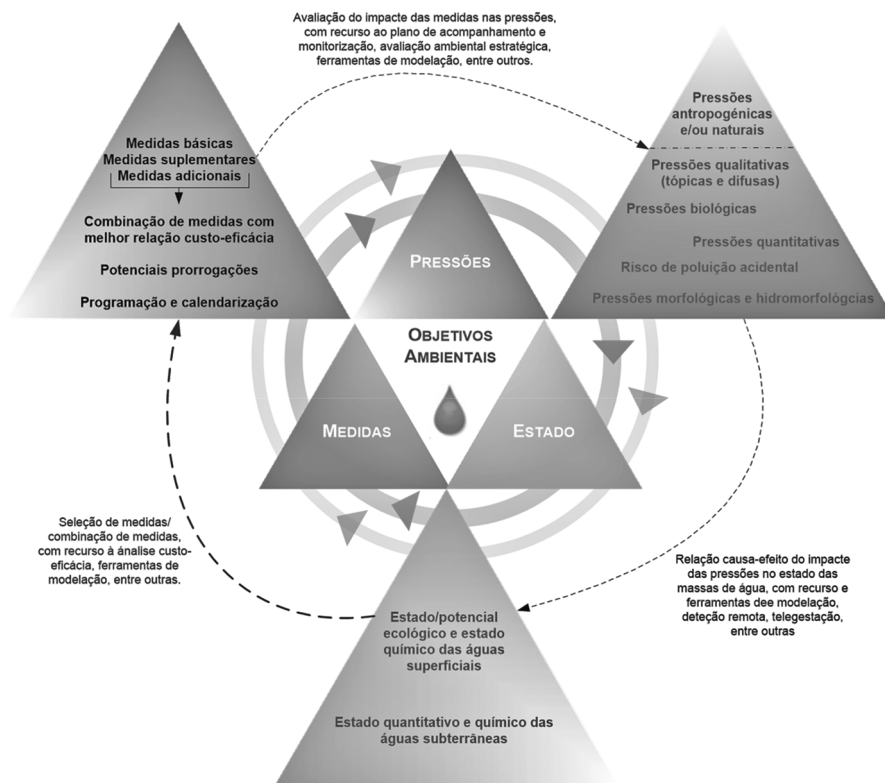 Avaliação do impacte das medidas nas pressões,
com recurso ao plano de acompanhamento e
monitorização, avaliação ambiental estratégica,
ferramentas de modelação, entre outros.
Medidas básicas
Medidas suplementares
Medidas adicionais
Combinação de medidas com
melhor relação custo-eficácia
Potenciais prorrogações
Programação e calendarização
Pressões
antropogénicas
e/ou naturais
Pressões qualitativas
(tópicas e difusas)
Pressões biológicas
Pressões quantitativas
Risco de poluição acidental
Pressões morfológicas e hidromorfológcias
PRESSÕES
OBJETIVOS
AMBIENTAIS
MEDIDAS
ESTADO
Seleção de medidas/
combinação de medidas,
com recurso à ánalise custo-
eficácia, ferramentas de
modelação, entre outras.
Relação causa-efeito do impacte
das pressões no estado das
massas de água, com recurso e
ferramentas dee modelação,
deteção remota, telegestação,
entre outras
Estado/potencial
ecológico e estado
químico das águas
superficiais
Estado quantitativo e químico das
águas subterrâneas